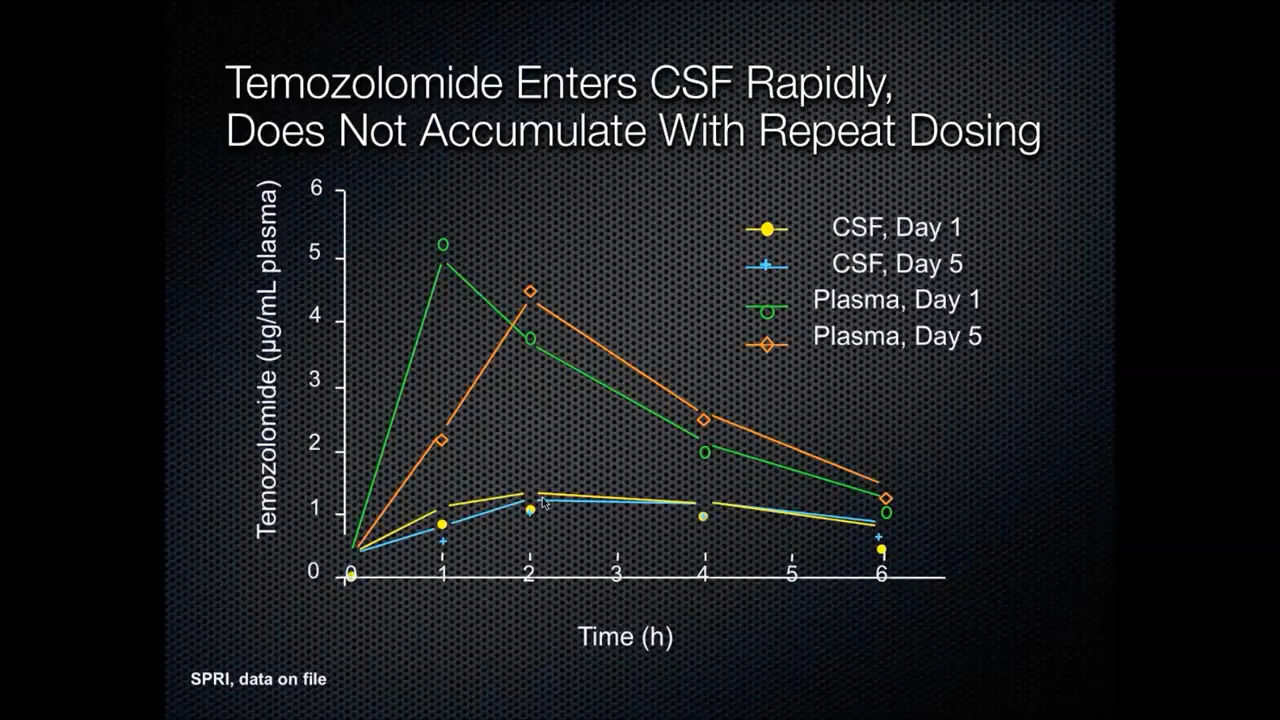 Temozolomide Enters CSF Rapidly,
Does Not Accumulate With Repeat Dosing
Temozolomide (µg/mL plasma)
6
5
4
3
2
1
0
CSF, Day 1
CSF, Day 5
Plasma, Day 1
Plasma, Day 5
0 1 2 3 4 5 6
Time (h)
SPRI, data on file